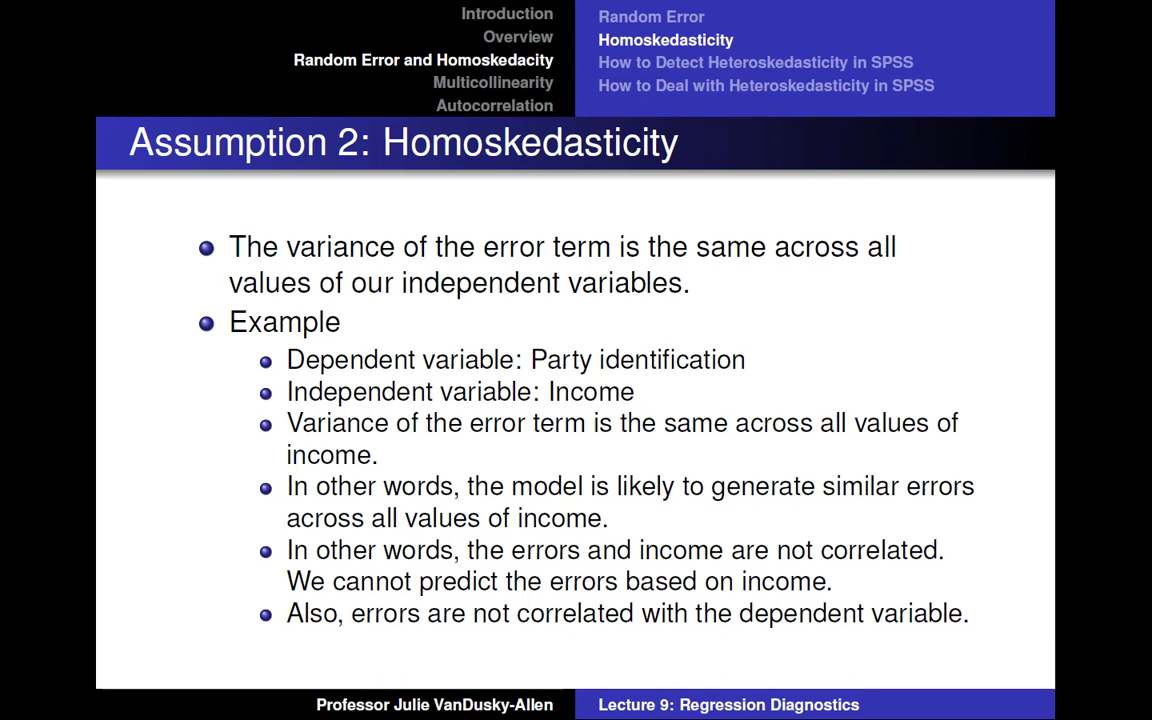 Introduction
Overview
Random Error and Homoskedacity
Multicollinearity
Autocorrelation
Random Error
Homoskedasticity
How to Detect Heteroskedasticity in SPSS
How to Deal with Heteroskedasticity in SPSS
Assumption 2: Homoskedasticity
The variance of the error term is the same across all
values of our independent variables.
Example
Dependent variable: Party identification
Independent variable: Income
Variance of the error term is the same across all values of
income.
In other words, the model is likely to generate similar errors
across all values of income.
In other words, the errors and income are not correlated.
We cannot predict the errors based on income.
Also, errors are not correlated with the dependent variable.
Professor Julie VanDusky-Allen
Lecture 9: Regression Diagnostics